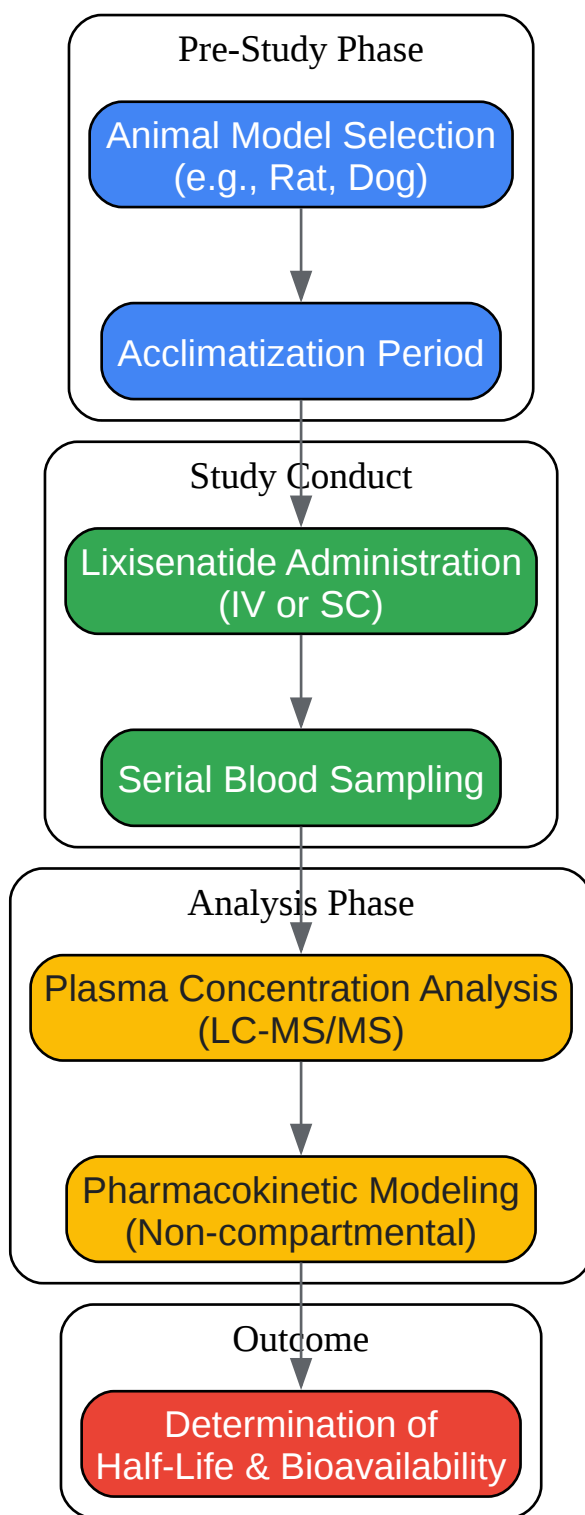 Pre-Study Phase
Animal Model Selection
(e.g., Rat, Dog)
Acclimatization Period
Study Conduct
Lixisenatide Administration
(IV or SC)
Serial Blood Sampling
Analysis Phase
Plasma Concentration Analysis
(LC-MS/MS)
Pharmacokinetic Modeling
(Non-compartmental)
Outcome
Determination of
Half-Life & Bioavailability